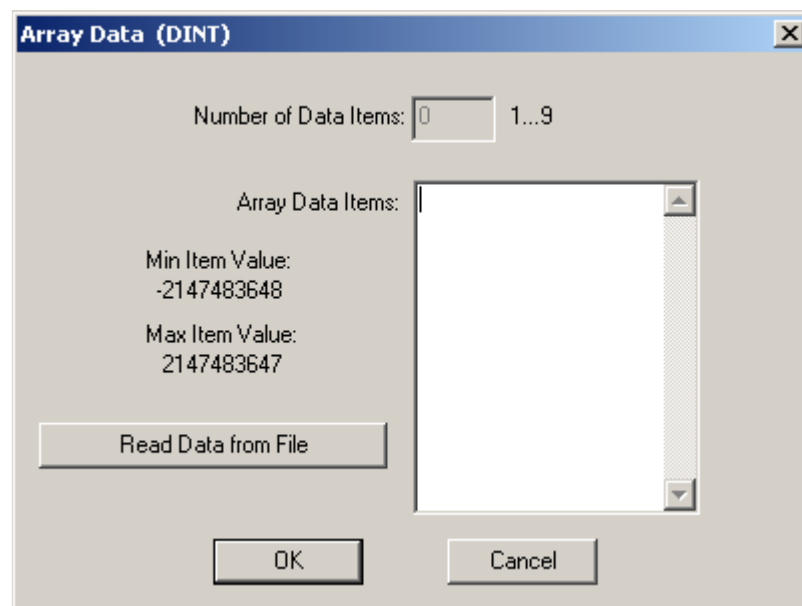 Array Data (DINT)
Number of Data Items: 0 1...9
Array Data Items:
Min Item Value:
-2147483648
Max Item Value:
2147483647
Read Data from File
OK Cancel